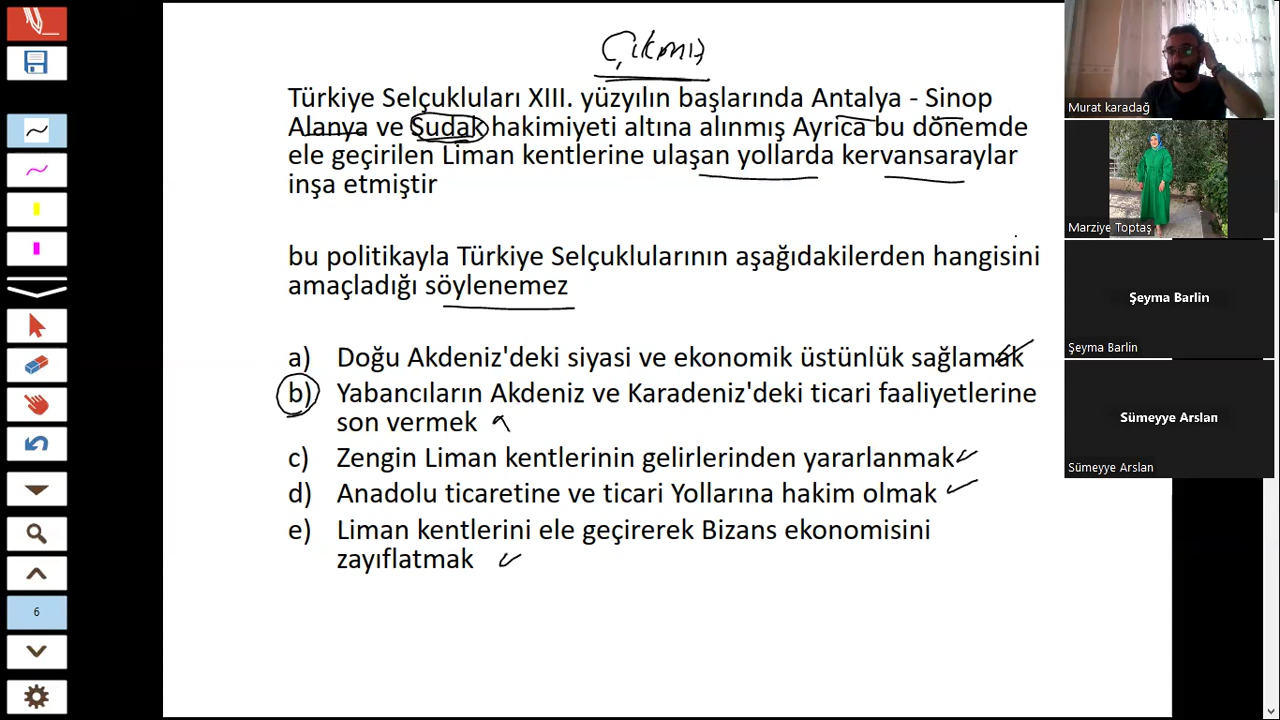 Çıkmış
Türkiye Selçukluları XIII. yüzyılın başlarında Antalya - Sinop
Alanya ve Sudak hakimiyeti altına alınmış Ayrıca bu dönemde
ele geçirilen Liman kentlerine ulaşan yollarda kervansaraylar
inşa etmiştir
bu politikayla Türkiye Selçuklularının aşağıdakilerden hangisini
amaçladığı söylenemez
a) Doğu Akdeniz'deki siyasi ve ekonomik üstünlük sağlamak
b) Yabancıların Akdeniz ve Karadeniz'deki ticari faaliyetlerine
son vermek
c) Zengin Liman kentlerinin gelirlerinden yararlanmak
d) Anadolu ticaretine ve ticari Yollarına hakim olmak
e) Liman kentlerini ele geçirerek Bizans ekonomisini
zayıflatmak
6
Murat karadağ
Marziye Toptaş
Şeyma Barlin
Şeyma Barlin
Sümeyye Arslan
Sümeyye Arslan